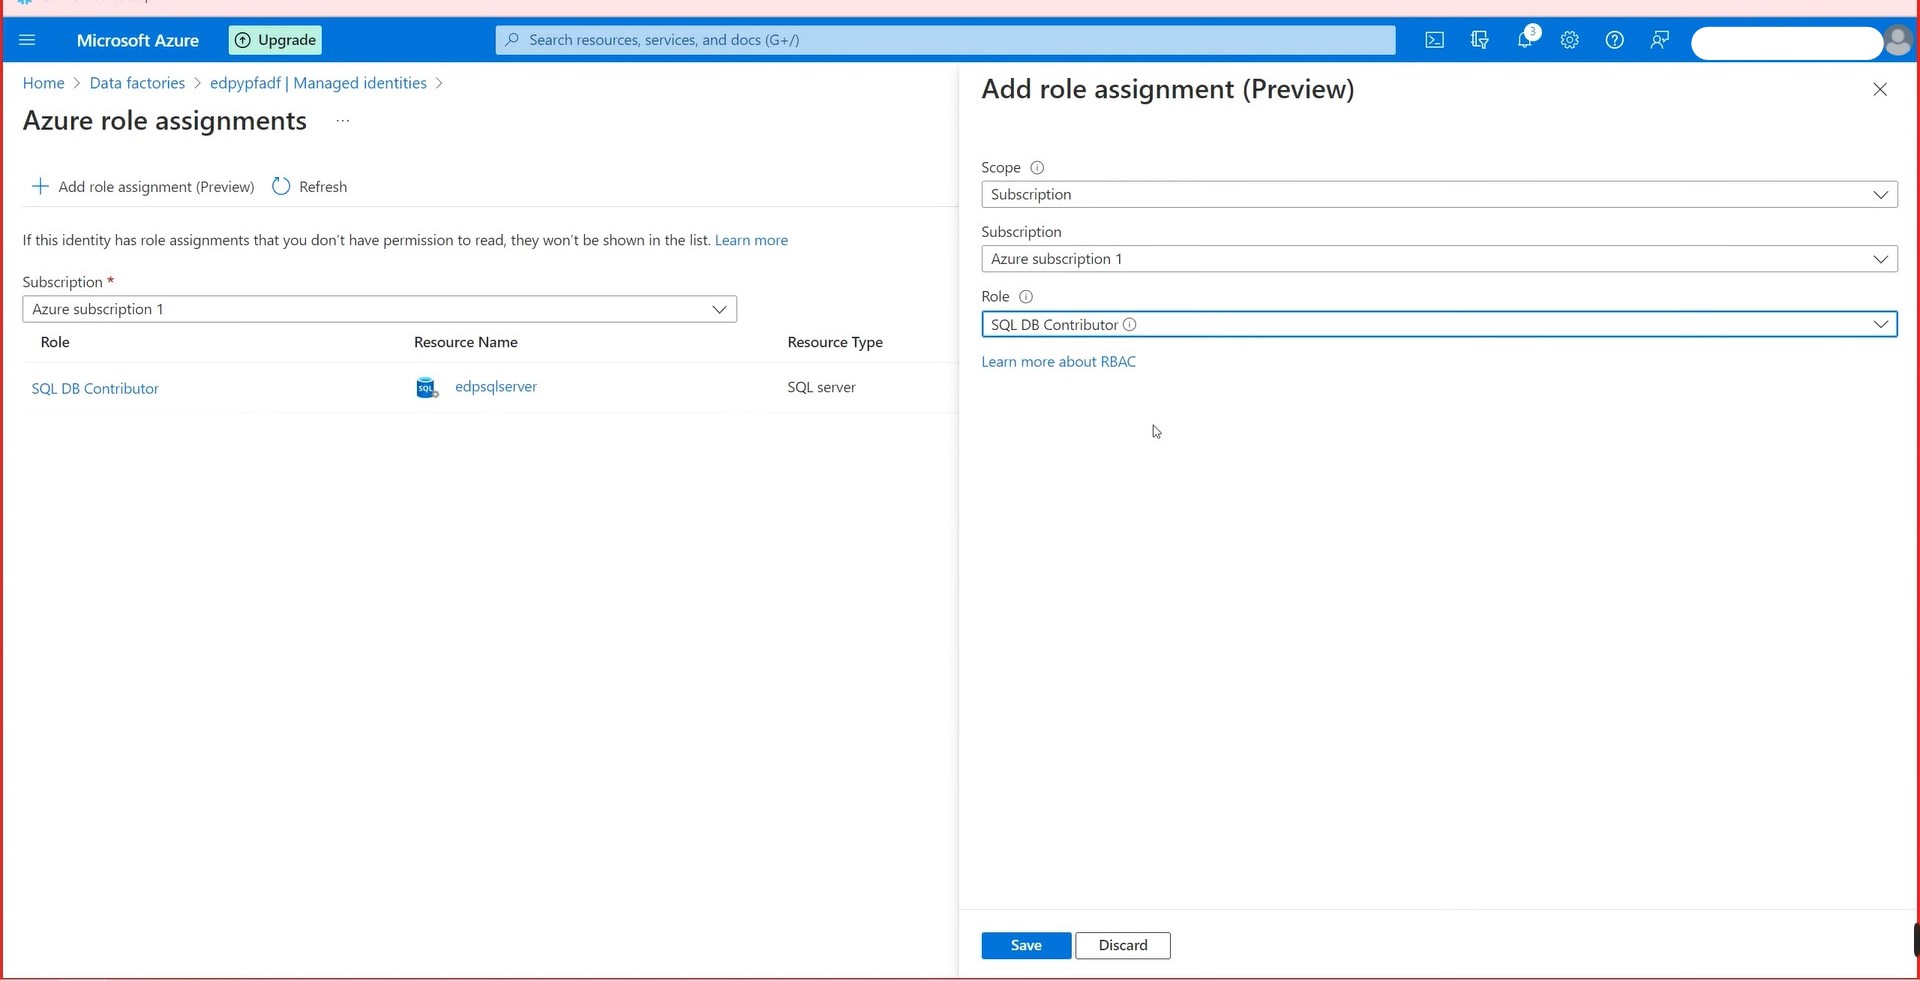 Microsoft Azure
Upgrade
Search resources, services, and docs (G+/)
3
Home > Data factories > edpypfadf | Managed identities >
Azure role assignments ...
Add role assignment (Preview)
Refresh
If this identity has role assignments that you don't have permission to read, they won't be shown in the list. Learn more
Subscription *
Azure subscription 1
Role Resource Name Resource Type
SQL DB Contributor SQL edpsqlserver SQL server
Add role assignment (Preview)
Scope
Subscription
Subscription
Azure subscription 1
Role
SQL DB Contributor
Learn more about RBAC
Save Discard